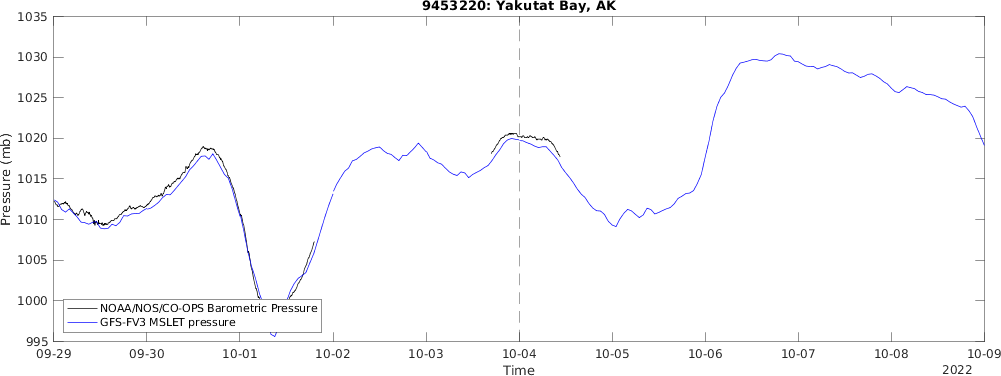 9453220: Yakutat Bay, AK
Pressure (mb)
1035
1030
1025
1020
1015
1010
1005
1000
995
NOAA/NOS/CO-OPS Barometric Pressure
GFS-FV3 MSLET pressure
09-29 09-30 10-01 10-02 10-03 10-04 10-05 10-06 10-07 10-08 10-09
Time
2022